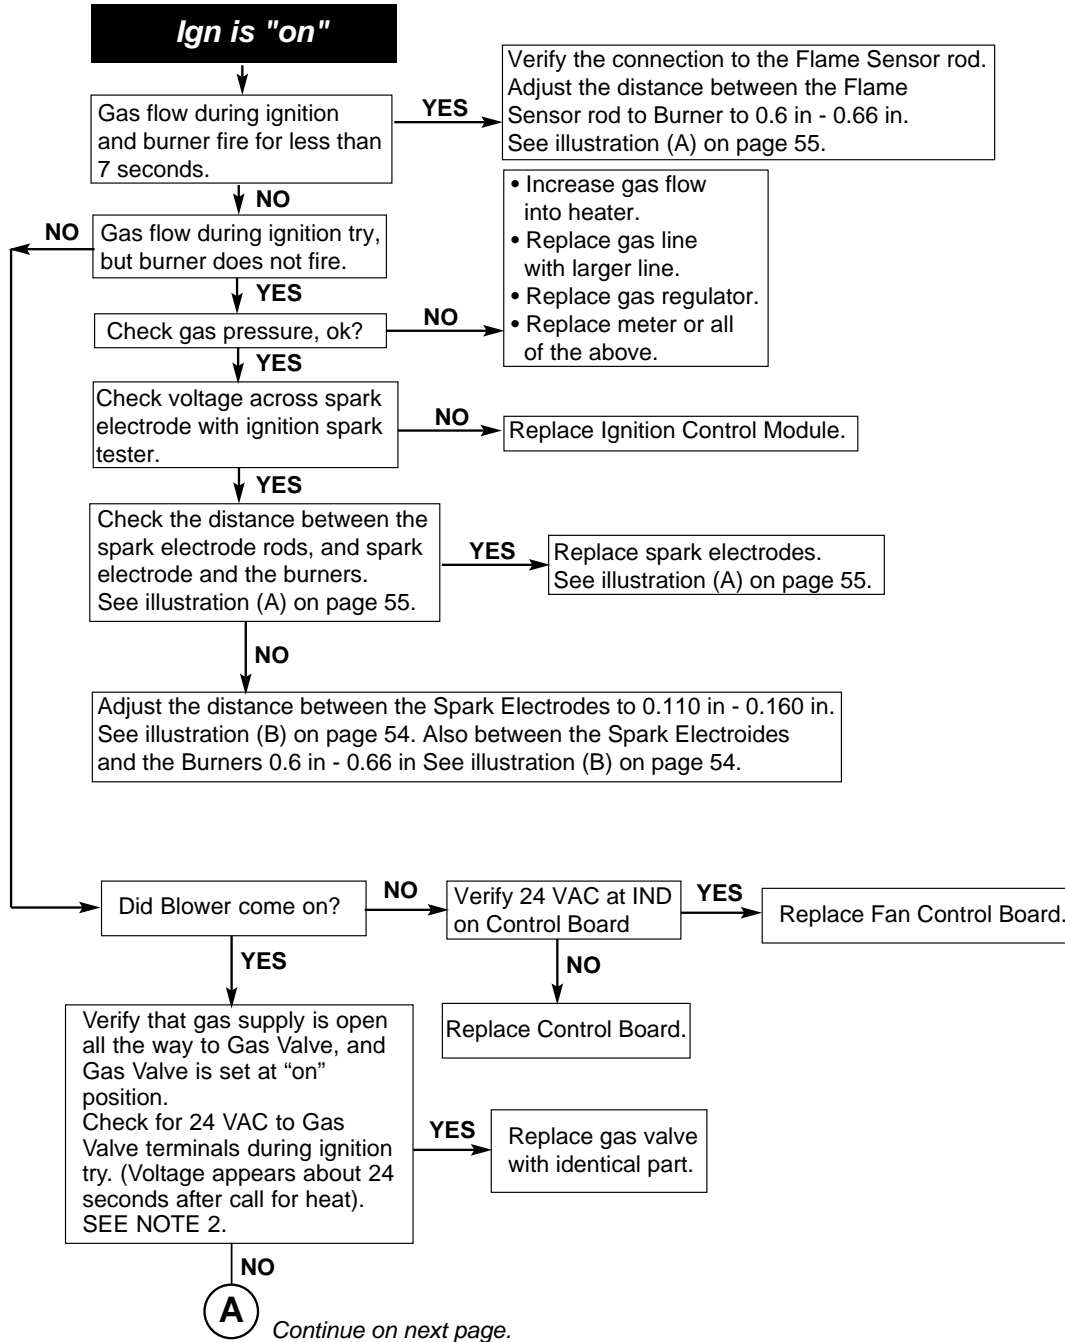 Ign is "on"
Gas flow during ignition
and burner fire for less than
7 seconds.
YES
Verify the connection to the Flame Sensor rod.
Adjust the distance between the Flame
Sensor rod to Burner to 0.6 in - 0.66 in.
See illustration (A) on page 55.
NO
Gas flow during ignition try,
but burner does not fire.
NO
YES
Check gas pressure, ok?
NO
• Increase gas flow
into heater.
• Replace gas line
with larger line.
• Replace gas regulator.
• Replace meter or all
of the above.
YES
Check voltage across spark
electrode with ignition spark
tester.
NO
Replace Ignition Control Module.
YES
Check the distance between the
spark electrode rods, and spark
electrode and the burners.
See illustration (A) on page 55.
YES
Replace spark electrodes.
See illustration (A) on page 55.
NO
Adjust the distance between the Spark Electrodes to 0.110 in - 0.160 in.
See illustration (B) on page 54. Also between the Spark Electroides
and the Burners 0.6 in - 0.66 in See illustration (B) on page 54.
Did Blower come on?
NO
Verify 24 VAC at IND
on Control Board
YES
Replace Fan Control Board.
NO
Replace Control Board.
YES
Verify that gas supply is open
all the way to Gas Valve, and
Gas Valve is set at “on”
position.
Check for 24 VAC to Gas
Valve terminals during ignition
try. (Voltage appears about 24
seconds after call for heat).
SEE NOTE 2.
YES
Replace gas valve
with identical part.
NO
A
Continue on next page.